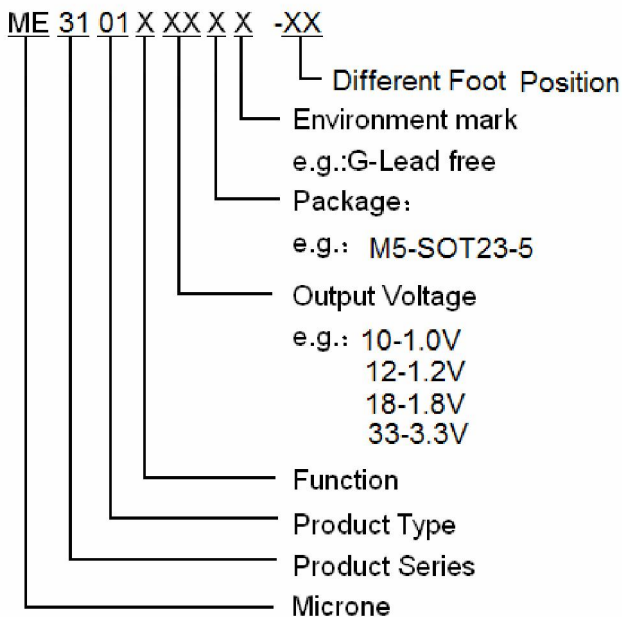 ME 31 01 X XX X X -XX
Different Foot Position
Environment mark
e.g.:G-Lead free
Package：
e.g.： M5-SOT23-5
Output Voltage
e.g.： 10-1.0V
12-1.2V
18-1.8V
33-3.3V
Function
Product Type
Product Series
Microne